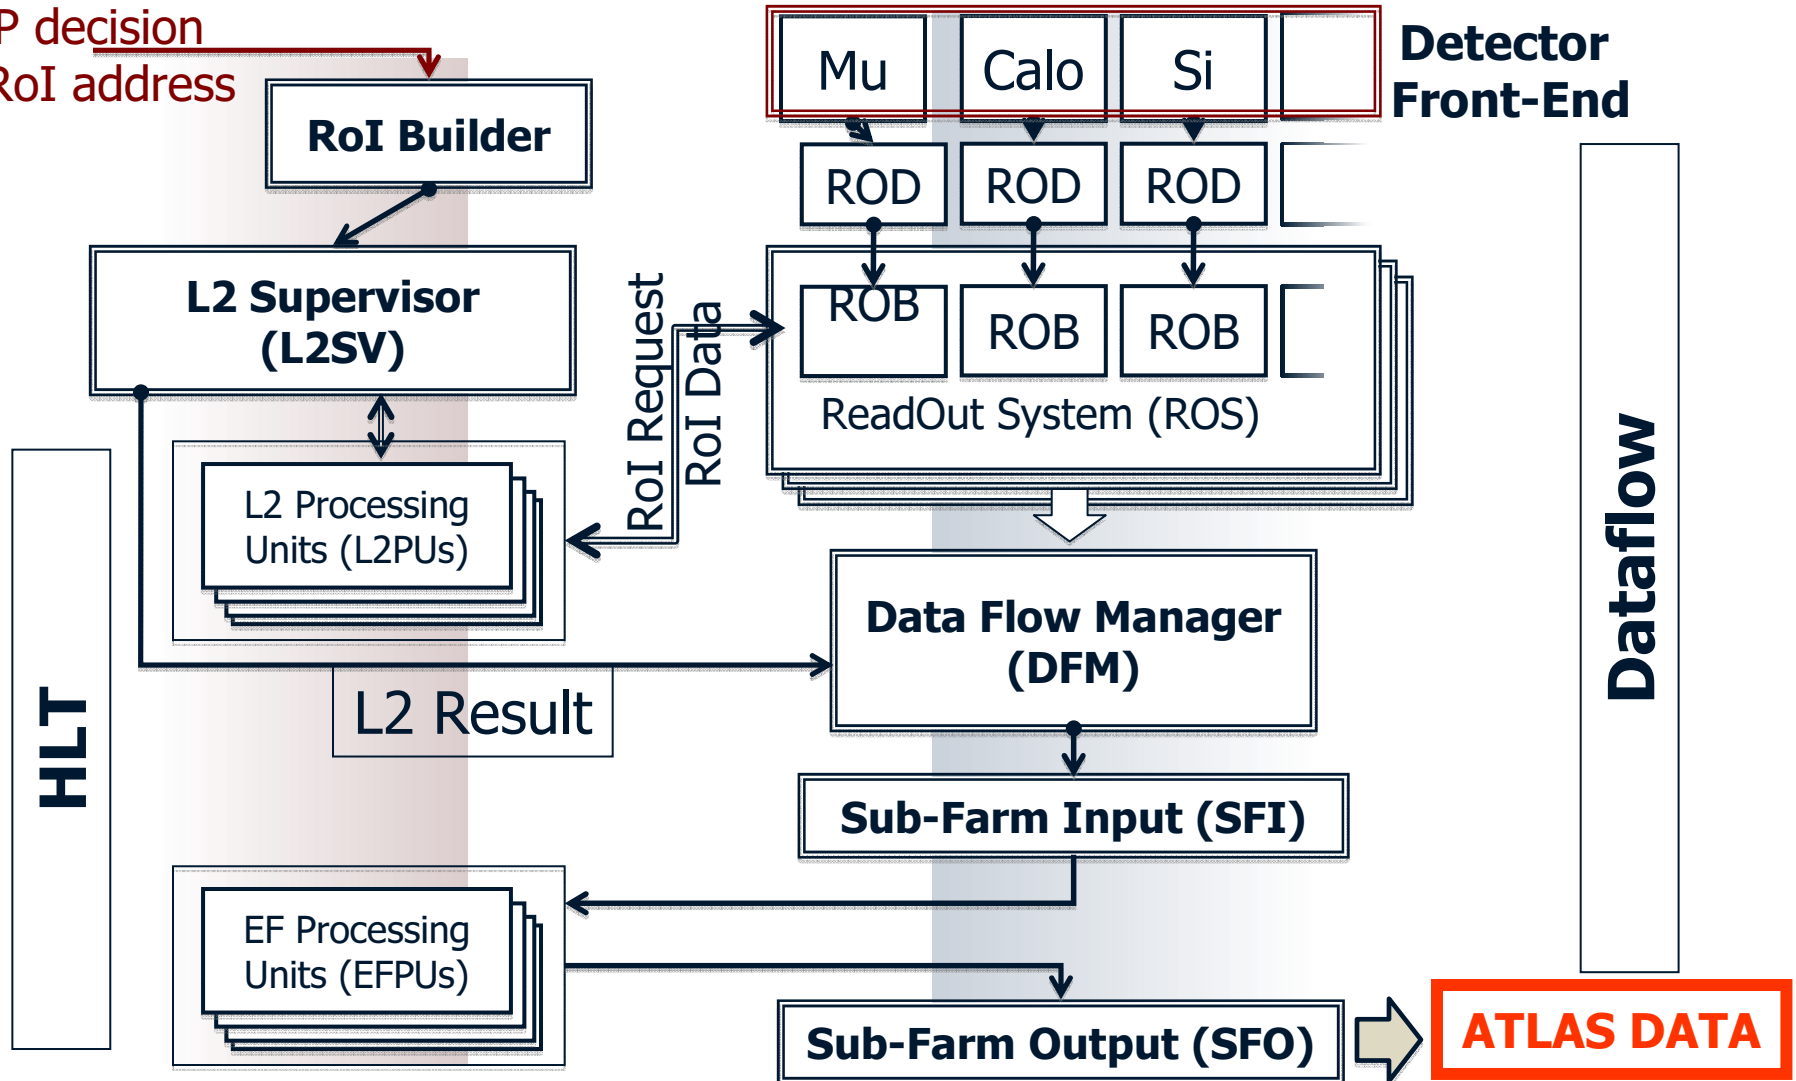 P decision
RoI address
Mu
Calo
Si
Detector
Front-End
RoI Builder
ROD
ROD
ROD
L2 Supervisor
(L2SV)
RoI Request
RoI Data
ROB
ROB
ROB
ReadOut System (ROS)
L2 Processing
Units (L2PUs)
Data Flow Manager
(DFM)
Dataflow
HLT
L2 Result
Sub-Farm Input (SFI)
EF Processing
Units (EFPUs)
Sub-Farm Output (SFO)
ATLAS DATA